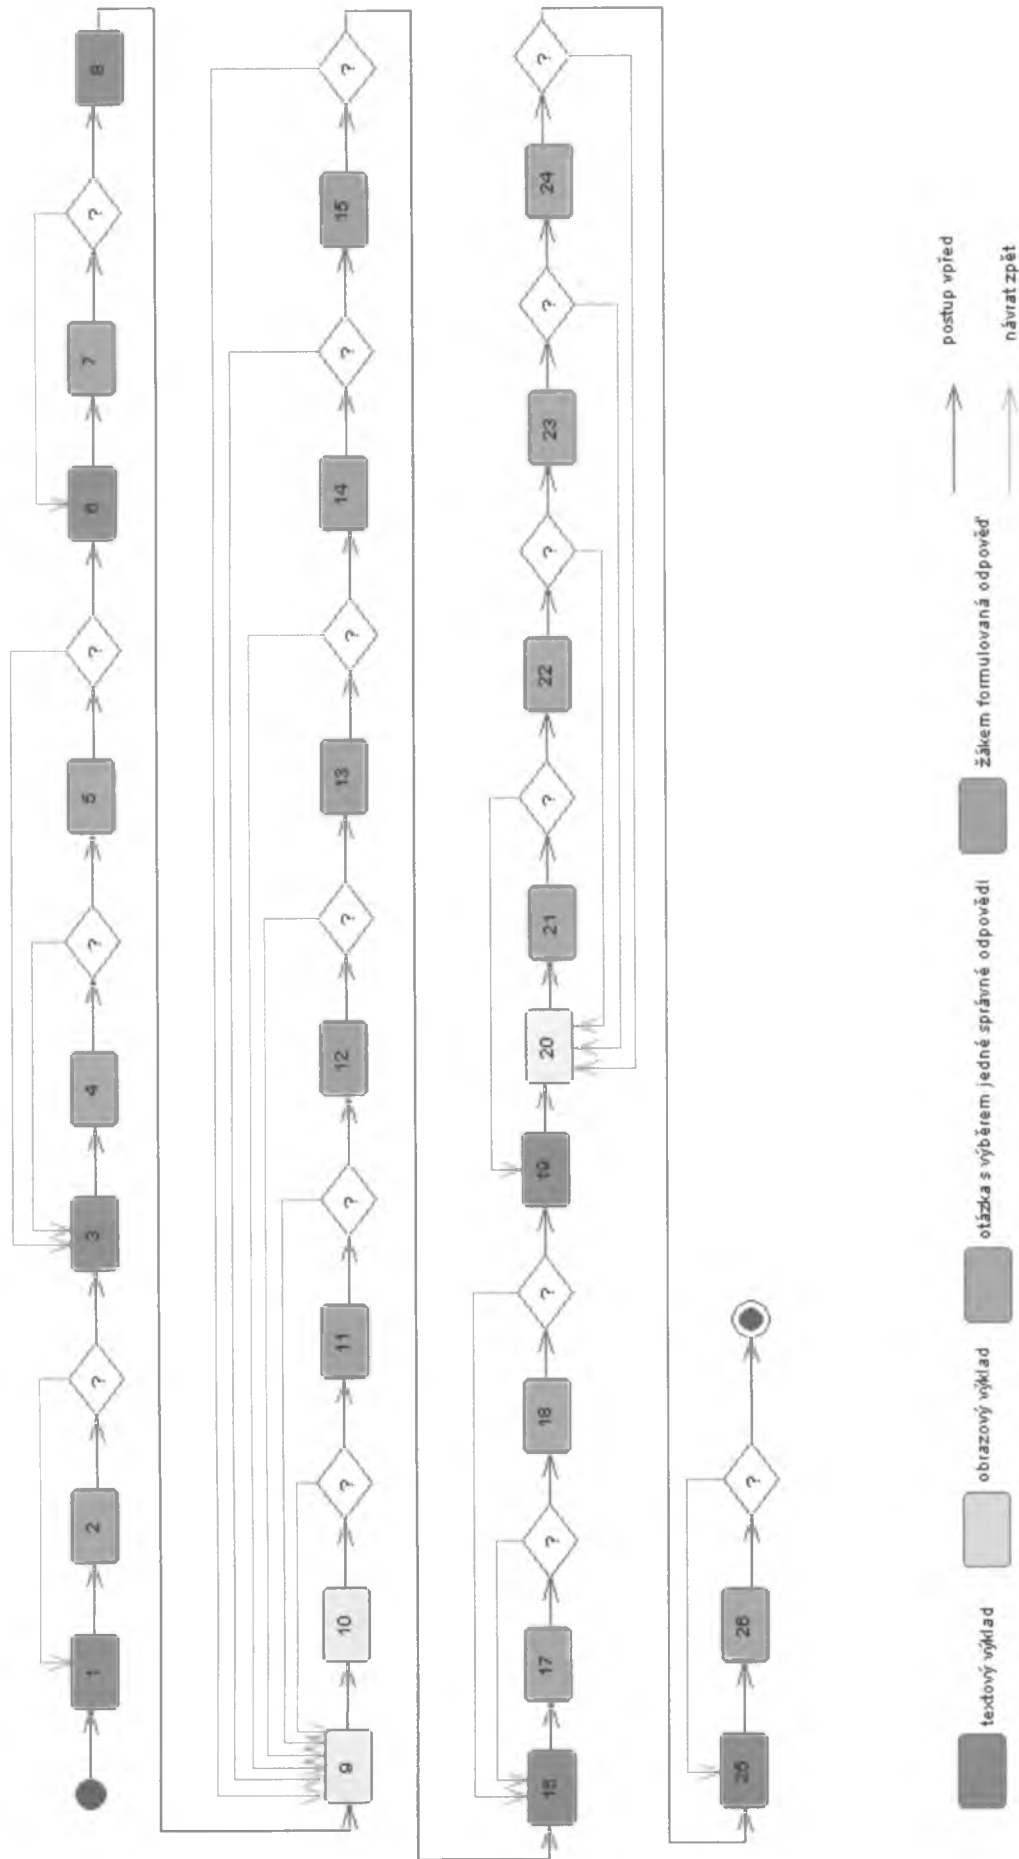 1 2 ? 3 4 ? 5 ? 6 7 ? 8
9 10 ? 11 ? 12 ? 13 ? 14 ? 15 ?
16 17 ? 18 ? 19 20 21 ? 22 ? 23 ? 24 ?
25 26 ?
textový výklad obrazový výklad otázka s výběrem jedné správné odpovědi žákem formulovaná odpověď postup vpřed
návrat zpět